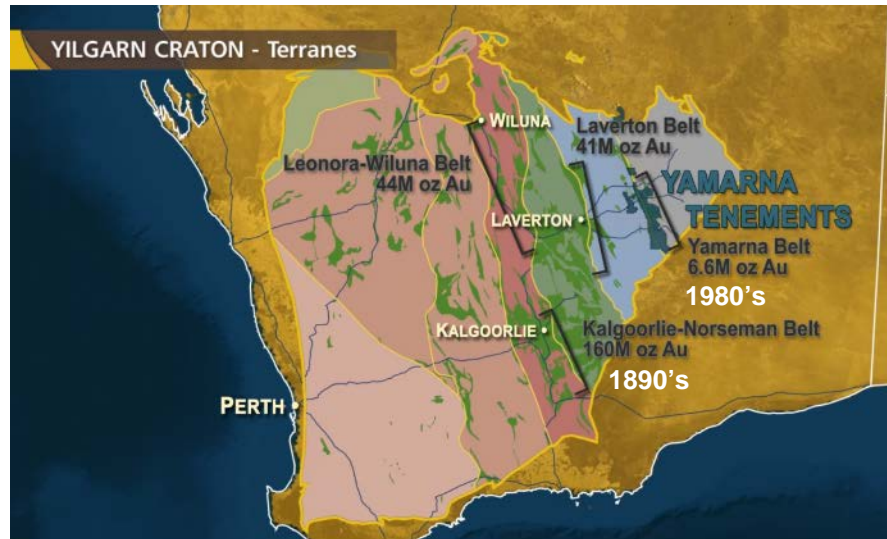 YILGARN CRATON - Terranes
WILUNA
Laverton Belt
41M oz Au
Leonora-Wiluna Belt
44M oz Au
YAMARNA
TENEMENTS
LAVERTON
Yamarna Belt
6.6M oz Au
1980's
KALGOORLIE
Kalgoorlie-Norseman Belt
160M oz Au
1890's
PERTH